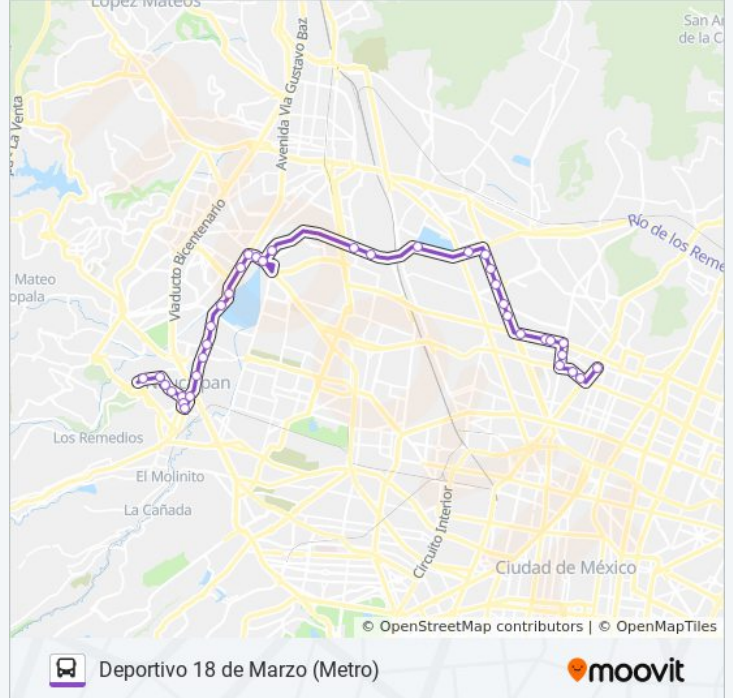 López Mateos
San A
de la C
Avenida Vía Gustavo Baz
pa - La Venta
Río de los Reme
Viaducto Bicentenario
Mateo
opala
ucalpan
Los Remedios
El Molinito
La Cañada
Circuito Interior
Ciudad de México
© OpenStreetMap contributors | © OpenMapTiles
Deportivo 18 de Marzo (Metro)
moovit